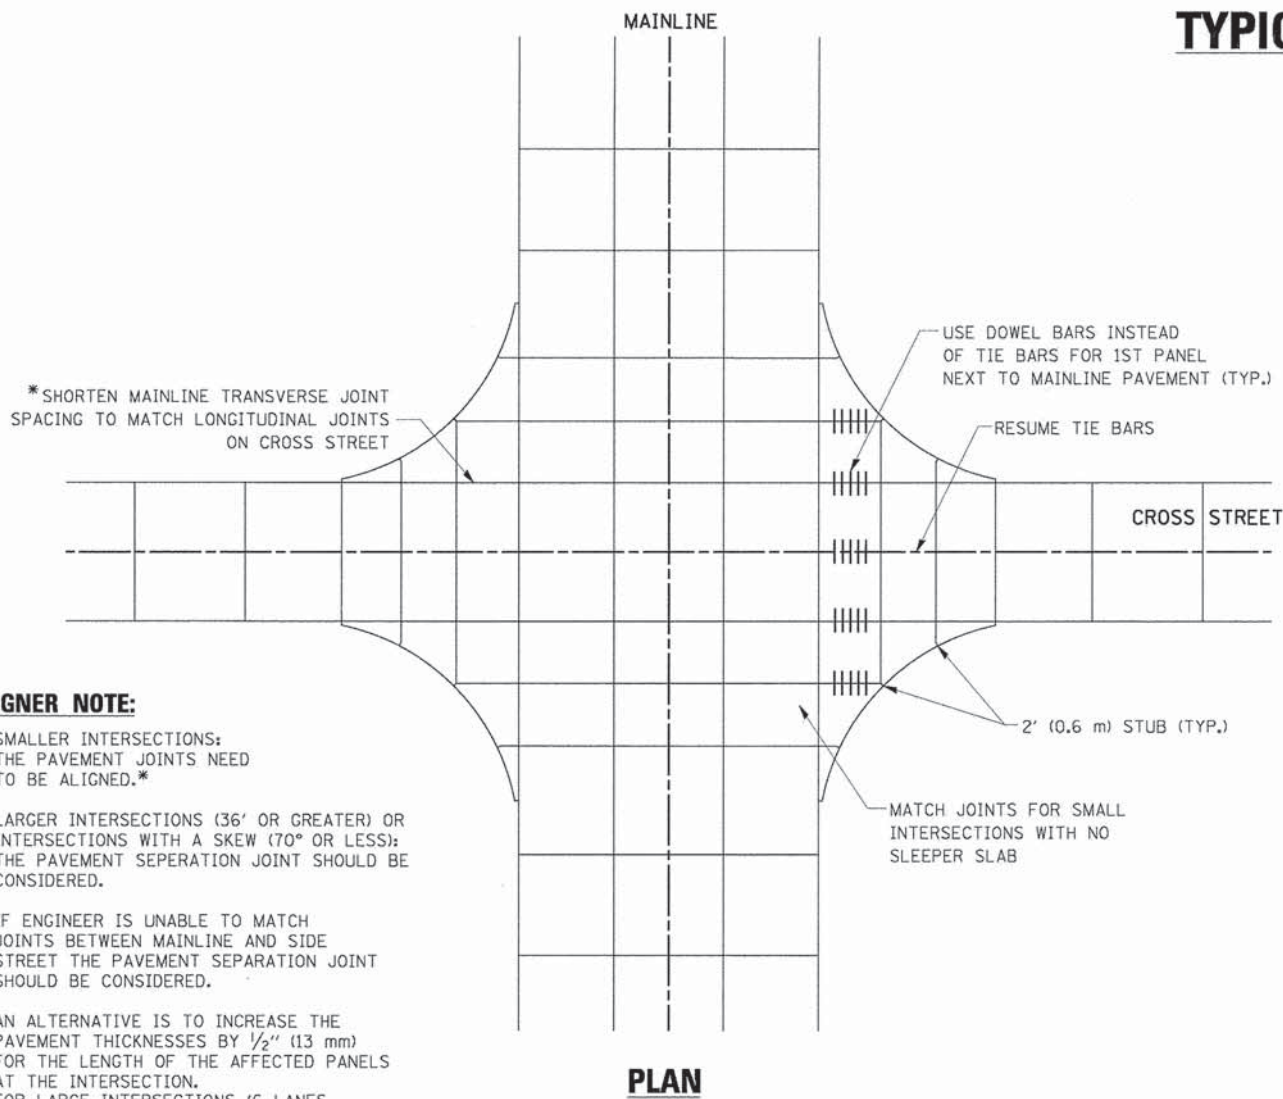 MAINLINE
USE DOWEL BARS INSTEAD
OF TIE BARS FOR 1ST PANEL
NEXT TO MAINLINE PAVEMENT (TYP.)
*SHORTEN MAINLINE TRANSVERSE JOINT
SPACING TO MATCH LONGITUDINAL JOINTS
ON CROSS STREET
RESUME TIE BARS
CROSS STREET
2' (0.6 m) STUB (TYP.)
MATCH JOINTS FOR SMALL
INTERSECTIONS WITH NO
SLEEPER SLAB
NOTE:
SMALLER INTERSECTIONS:
THE PAVEMENT JOINTS NEED
TO BE ALIGNED.*
LARGER INTERSECTIONS (36' OR GREATER) OR
INTERSECTIONS WITH A SKEW (70° OR LESS):
THE PAVEMENT SEPERATION JOINT SHOULD BE
CONSIDERED.
IF ENGINEER IS UNABLE TO MATCH
JOINTS BETWEEN MAINLINE AND SIDE
STREET THE PAVEMENT SEPARATION JOINT
SHOULD BE CONSIDERED.
AN ALTERNATIVE IS TO INCREASE THE
PAVEMENT THICKNESSES BY 1/2" (13 mm)
FOR THE LENGTH OF THE AFFECTED PANELS
AT THE INTERSECTION.
FOR LARGE INTERSECTIONS (6 LANES
PLAN